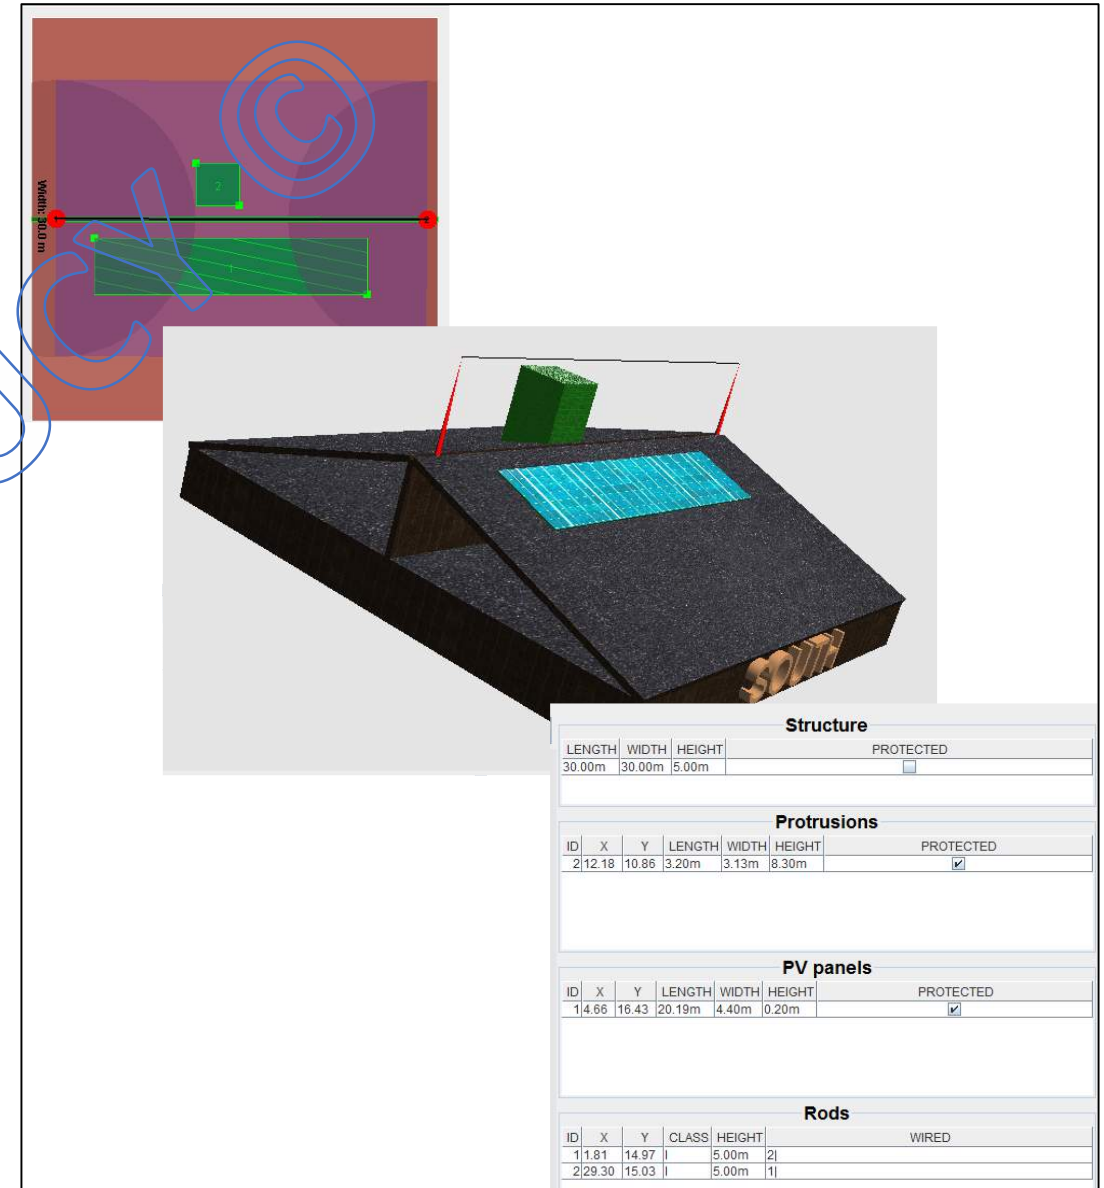 Width: 30.0 m
2
1
SOUTH
Structure
LENGTH WIDTH HEIGHT PROTECTED
30.00m 30.00m 5.00m
Protrusions
ID X Y LENGTH WIDTH HEIGHT PROTECTED
2 12.18 10.86 3.20m 3.13m 8.30m
PV panels
ID X Y LENGTH WIDTH HEIGHT PROTECTED
1 4.66 16.43 20.19m 4.40m 0.20m
Rods
ID X Y CLASS HEIGHT WIRED
1 1.81 14.97 I 5.00m 2|
2 29.30 15.03 I 5.00m 1|